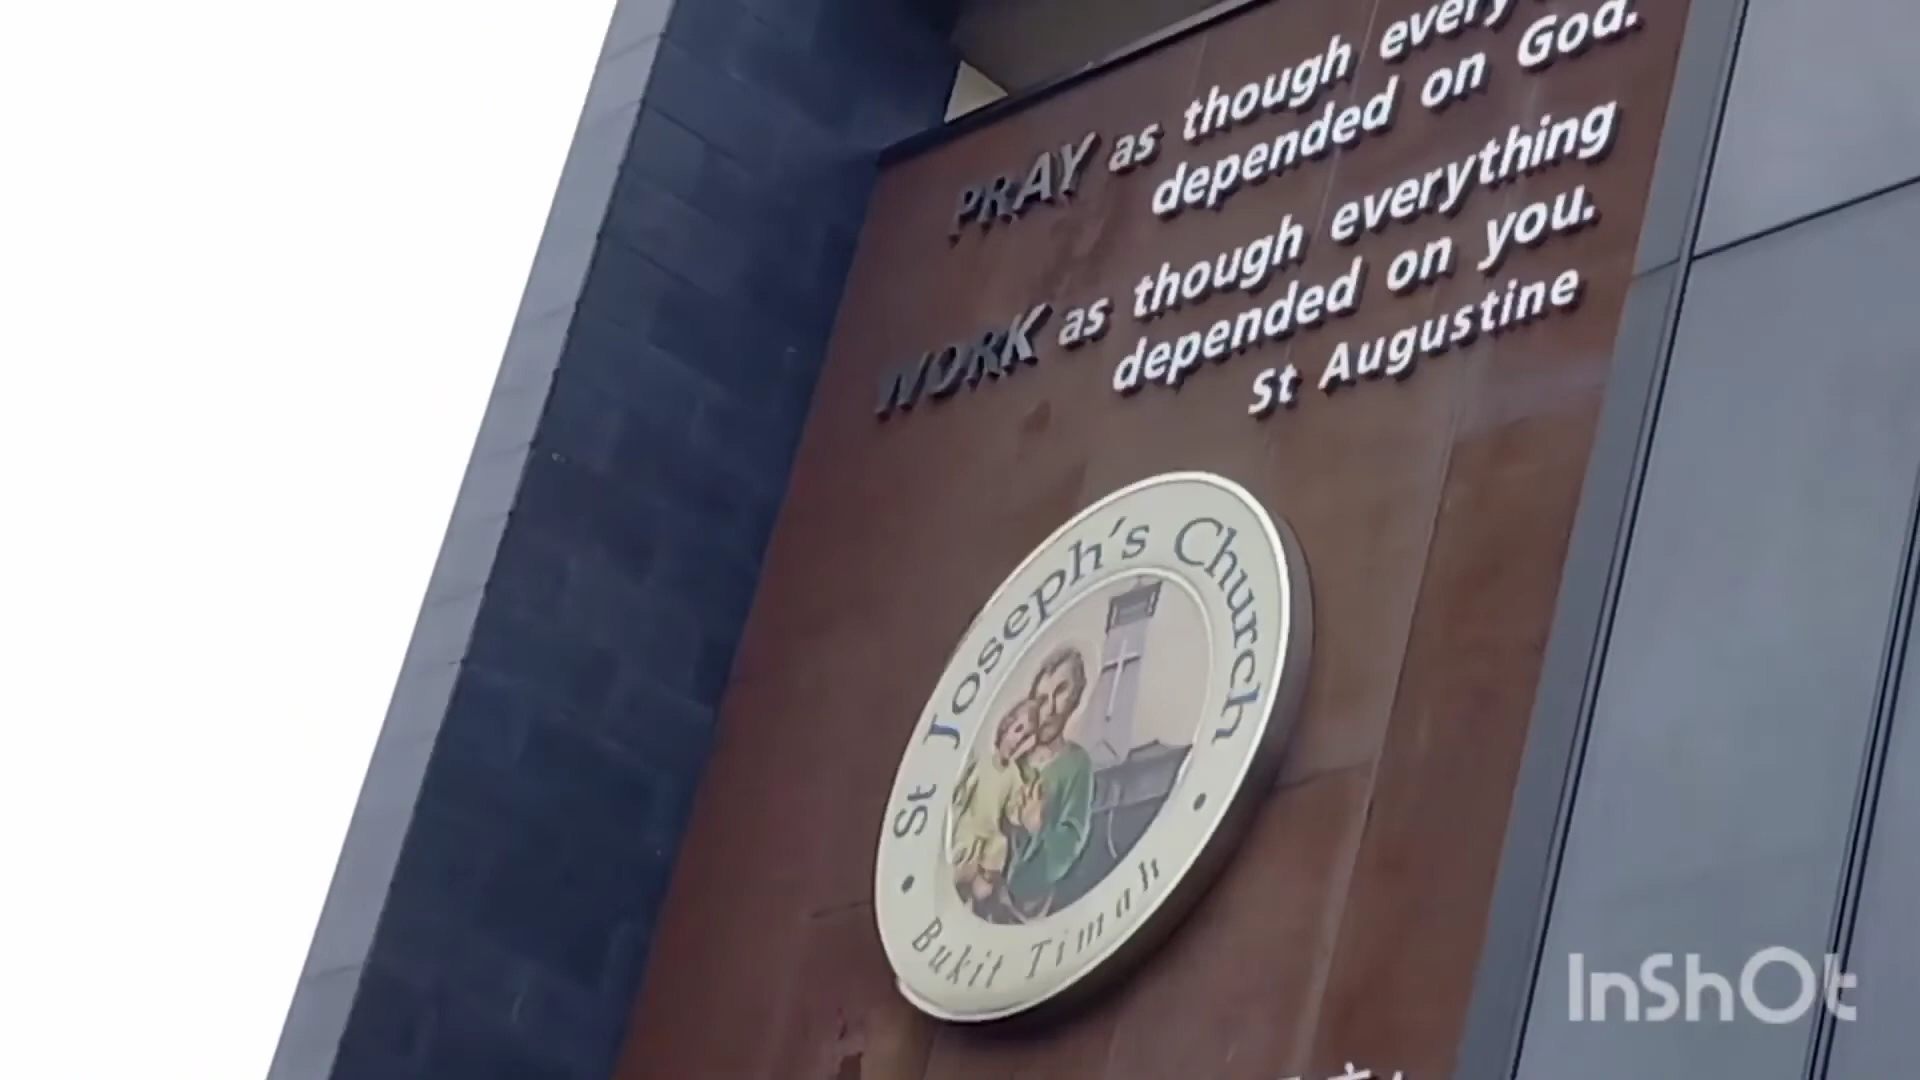 PRAY as though every
depended on God.
WORK as though everything
depended on you.
St Augustine
St Joseph's Church
• Bukit Timah •
InShOt